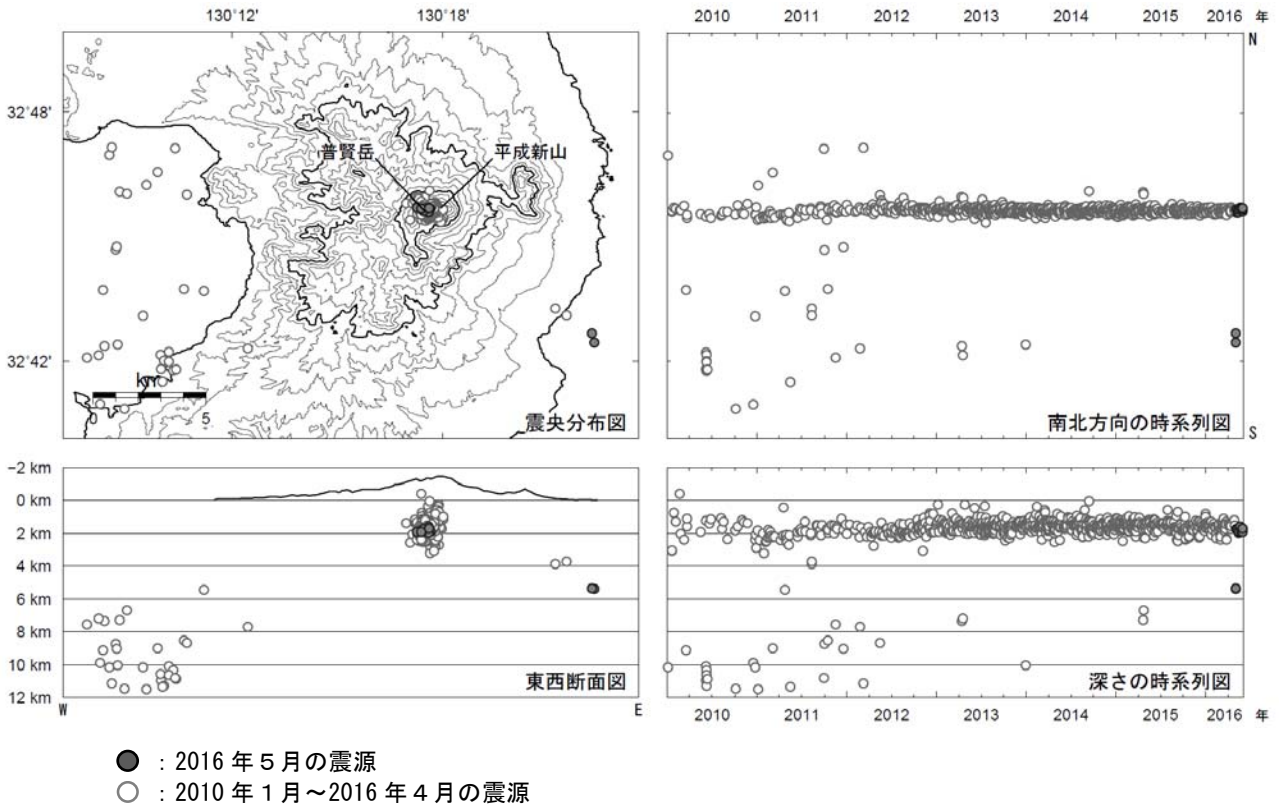 130°12' 130°18'
2010 2011 2012 2013 2014 2015 2016 年
N
32°48'
普賢岳 平成新山
32°42'
km
0 5
震央分布図
南北方向の時系列図
S
-2 km
0 km
2 km
4 km
6 km
8 km
10 km
12 km
東西断面図
深さの時系列図
W E
2010 2011 2012 2013 2014 2015 2016 年
：2016 年５月の震源
：2010 年１月～2016 年４月の震源